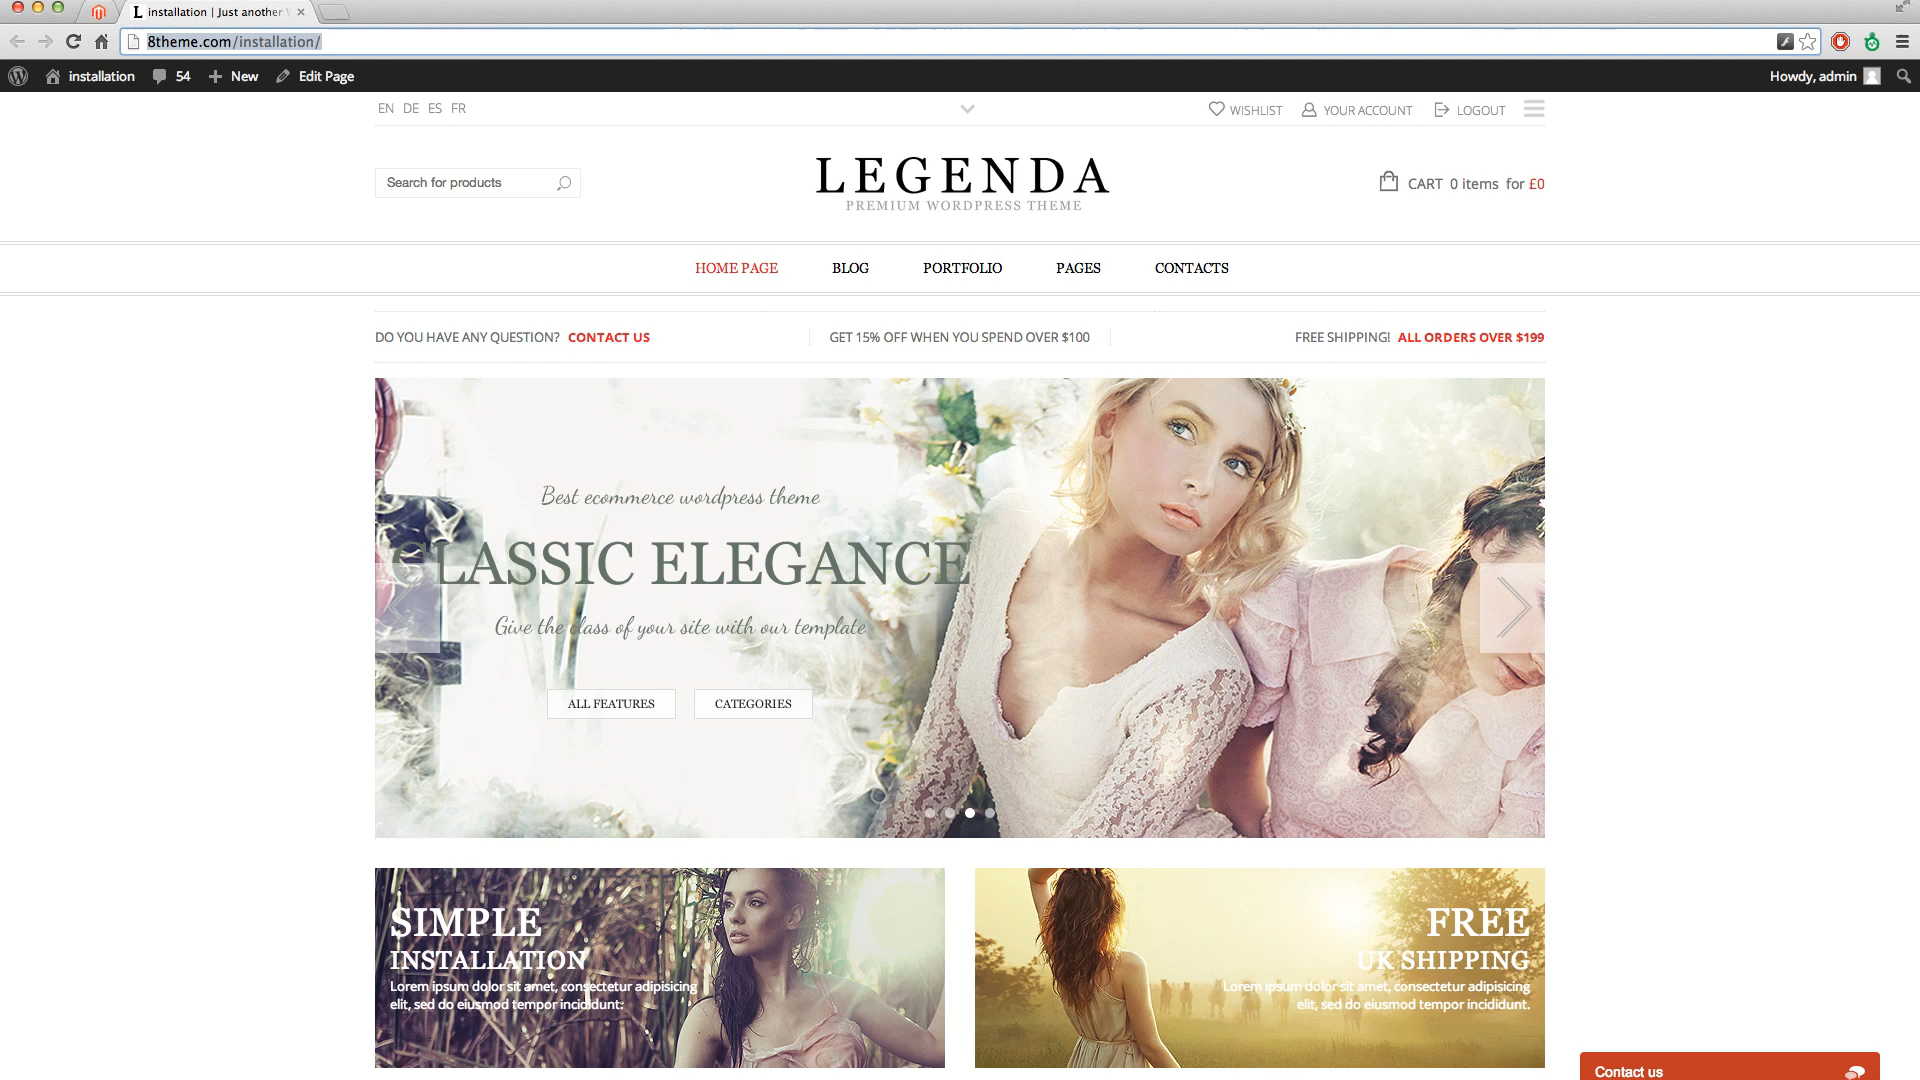 installation | Just another
8theme.com/installation/
installation 54 New Edit Page Howdy, admin
EN DE ES FR WISHLIST YOUR ACCOUNT LOGOUT
LEGENDA
PREMIUM WORDPRESS THEME
Search for products
CART 0 items for £0
HOME PAGE BLOG PORTFOLIO PAGES CONTACTS
DO YOU HAVE ANY QUESTION? CONTACT US GET 15% OFF WHEN YOU SPEND OVER $100 FREE SHIPPING! ALL ORDERS OVER $199
Best ecommerce wordpress theme
CLASSIC ELEGANCE
Give the class of your site with our template
ALL FEATURES CATEGORIES
SIMPLE
INSTALLATION
Lorem ipsum dolor sit amet, consectetur adipisicing
elit, sed do eiusmod tempor incididunt.
FREE
UK SHIPPING
Lorem ipsum dolor sit amet, consectetur adipisicing
elit, sed do eiusmod tempor incididunt.
Contact us